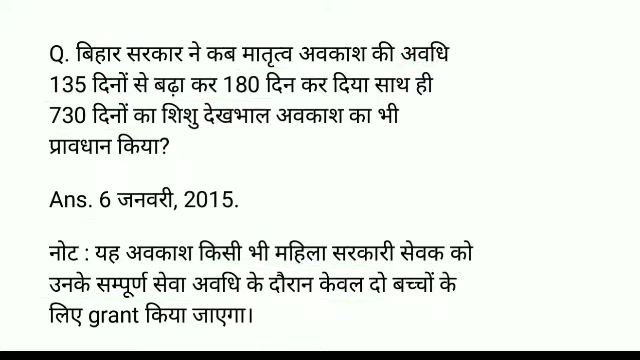 Q. बिहार सरकार ने कब मातृत्व अवकाश की अवधि
135 दिनों से बढ़ा कर 180 दिन कर दिया साथ ही
730 दिनों का शिशु देखभाल अवकाश का भी
प्रावधान किया?
Ans. 6 जनवरी, 2015.
नोट : यह अवकाश किसी भी महिला सरकारी सेवक को
उनके सम्पूर्ण सेवा अवधि के दौरान केवल दो बच्चों के
लिए grant किया जाएगा।